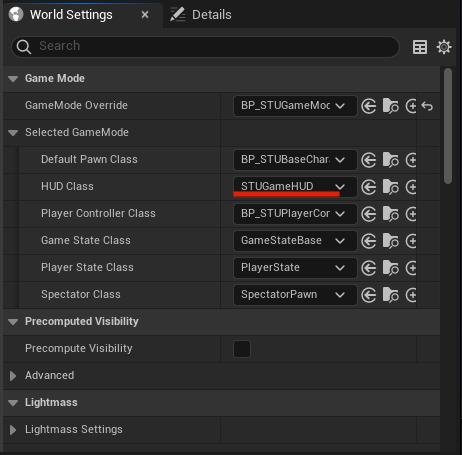 World Settings
Details
Search
Game Mode
GameMode Override
BP_STUGameMod
Selected GameMode
Default Pawn Class
BP_STUBaseChara
HUD Class
STUGameHUD
Player Controller Class
BP_STUPlayerCor
Game State Class
GameStateBase
Player State Class
PlayerState
Spectator Class
SpectatorPawn
Precomputed Visibility
Precompute Visibility
Advanced
Lightmass
Lightmass Settings